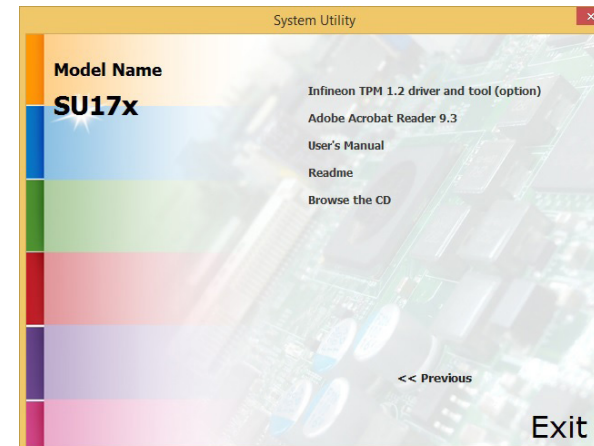 System Utility
Model Name
SU17x
Infineon TPM 1.2 driver and tool (option)
Adobe Acrobat Reader 9.3
User's Manual
Readme
Browse the CD
<< Previous
Exit